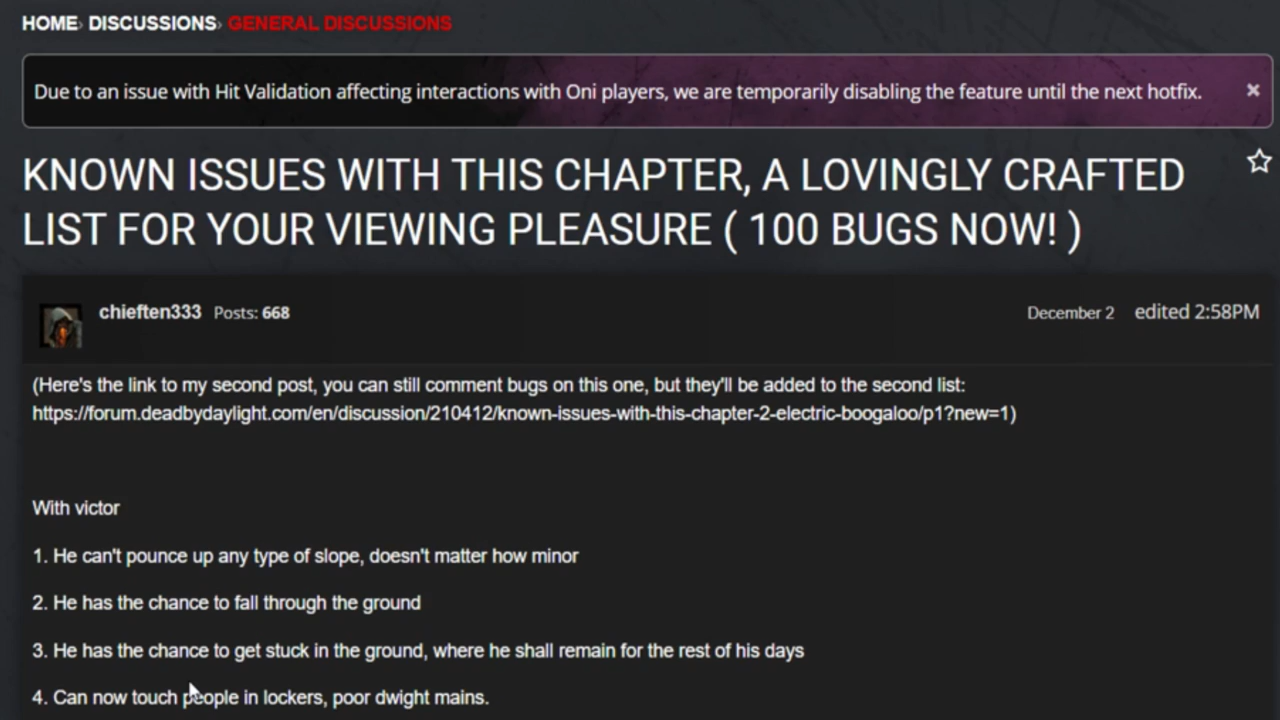 HOME› DISCUSSIONS› GENERAL DISCUSSIONS
Due to an issue with Hit Validation affecting interactions with Oni players, we are temporarily disabling the feature until the next hotfix. ×
KNOWN ISSUES WITH THIS CHAPTER, A LOVINGLY CRAFTED
LIST FOR YOUR VIEWING PLEASURE ( 100 BUGS NOW! )
chieften333 Posts: 668 December 2 edited 2:58PM
(Here's the link to my second post, you can still comment bugs on this one, but they'll be added to the second list:
https://forum.deadbydaylight.com/en/discussion/210412/known-issues-with-this-chapter-2-electric-boogaloo/p1?new=1)
With victor
1. He can't pounce up any type of slope, doesn't matter how minor
2. He has the chance to fall through the ground
3. He has the chance to get stuck in the ground, where he shall remain for the rest of his days
4. Can now touch people in lockers, poor dwight mains.